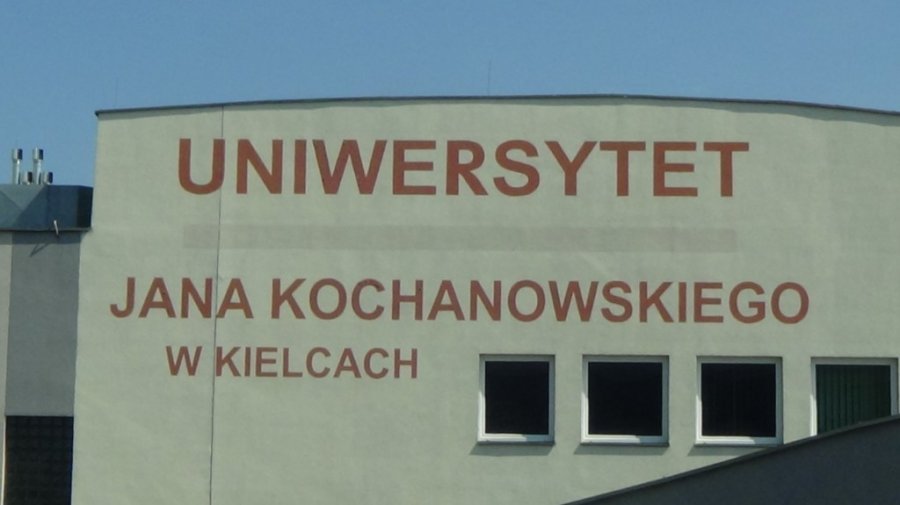 UNIWERSYTET
JANA KOCHANOWSKIEGO
W KIELCACH